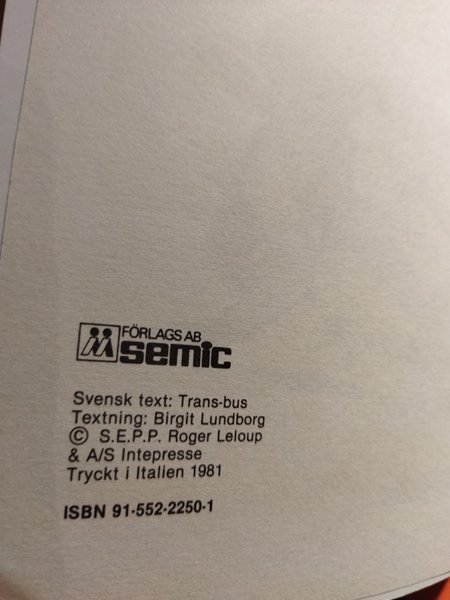 FÖRLAGS AB
semic
Svensk text: Trans-bus
Textning: Birgit Lundborg
© S.E.P.P. Roger Leloup
& A/S Intepresse
Tryckt i Italien 1981
ISBN 91-552-2250-1